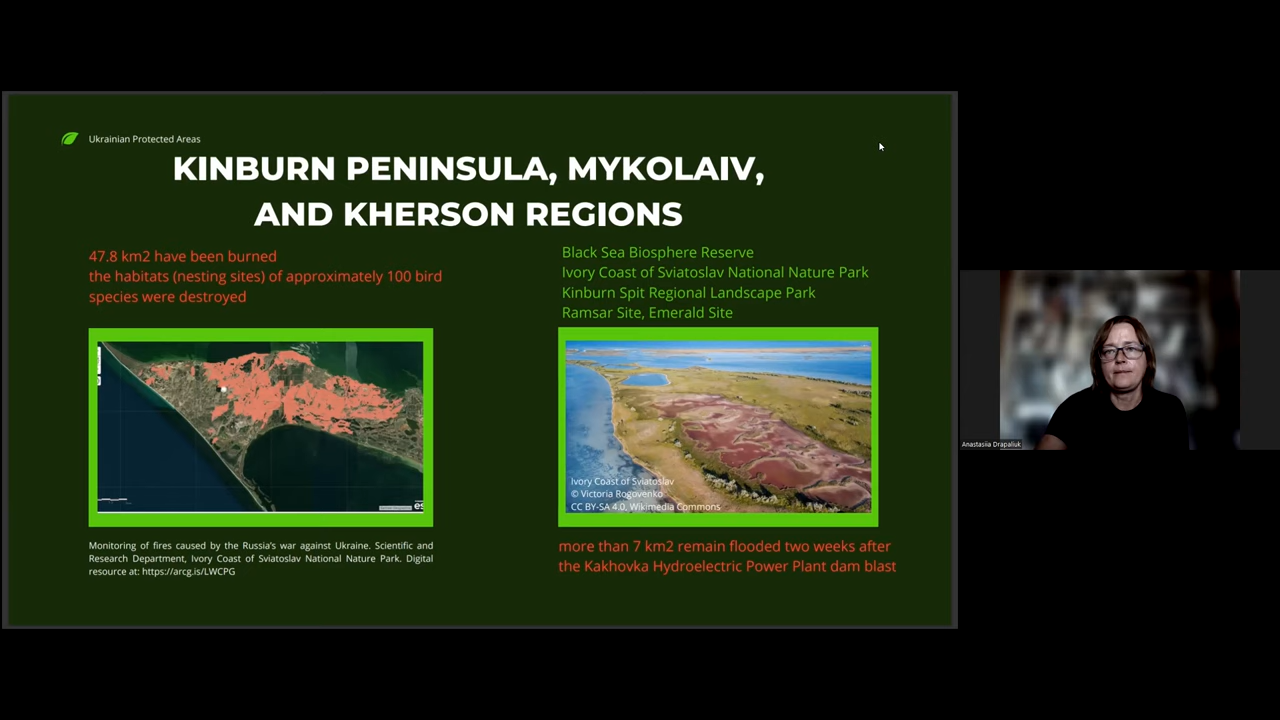 Ukrainian Protected Areas
KINBURN PENINSULA, MYKOLAIV,
AND KHERSON REGIONS
47.8 km2 have been burned
the habitats (nesting sites) of approximately 100 bird
species were destroyed
Black Sea Biosphere Reserve
Ivory Coast of Sviatoslav National Nature Park
Kinburn Spit Regional Landscape Park
Ramsar Site, Emerald Site
Ivory Coast of Sviatoslav
© Victoria Rogovenko
CC BY-SA 4.0, Wikimedia Commons
Monitoring of fires caused by the Russia's war against Ukraine. Scientific and
Research Department, Ivory Coast of Sviatoslav National Nature Park. Digital
resource at: https://arcg.is/LWCPG
more than 7 km2 remain flooded two weeks after
the Kakhovka Hydroelectric Power Plant dam blast
Anastasiia Drapaliuk